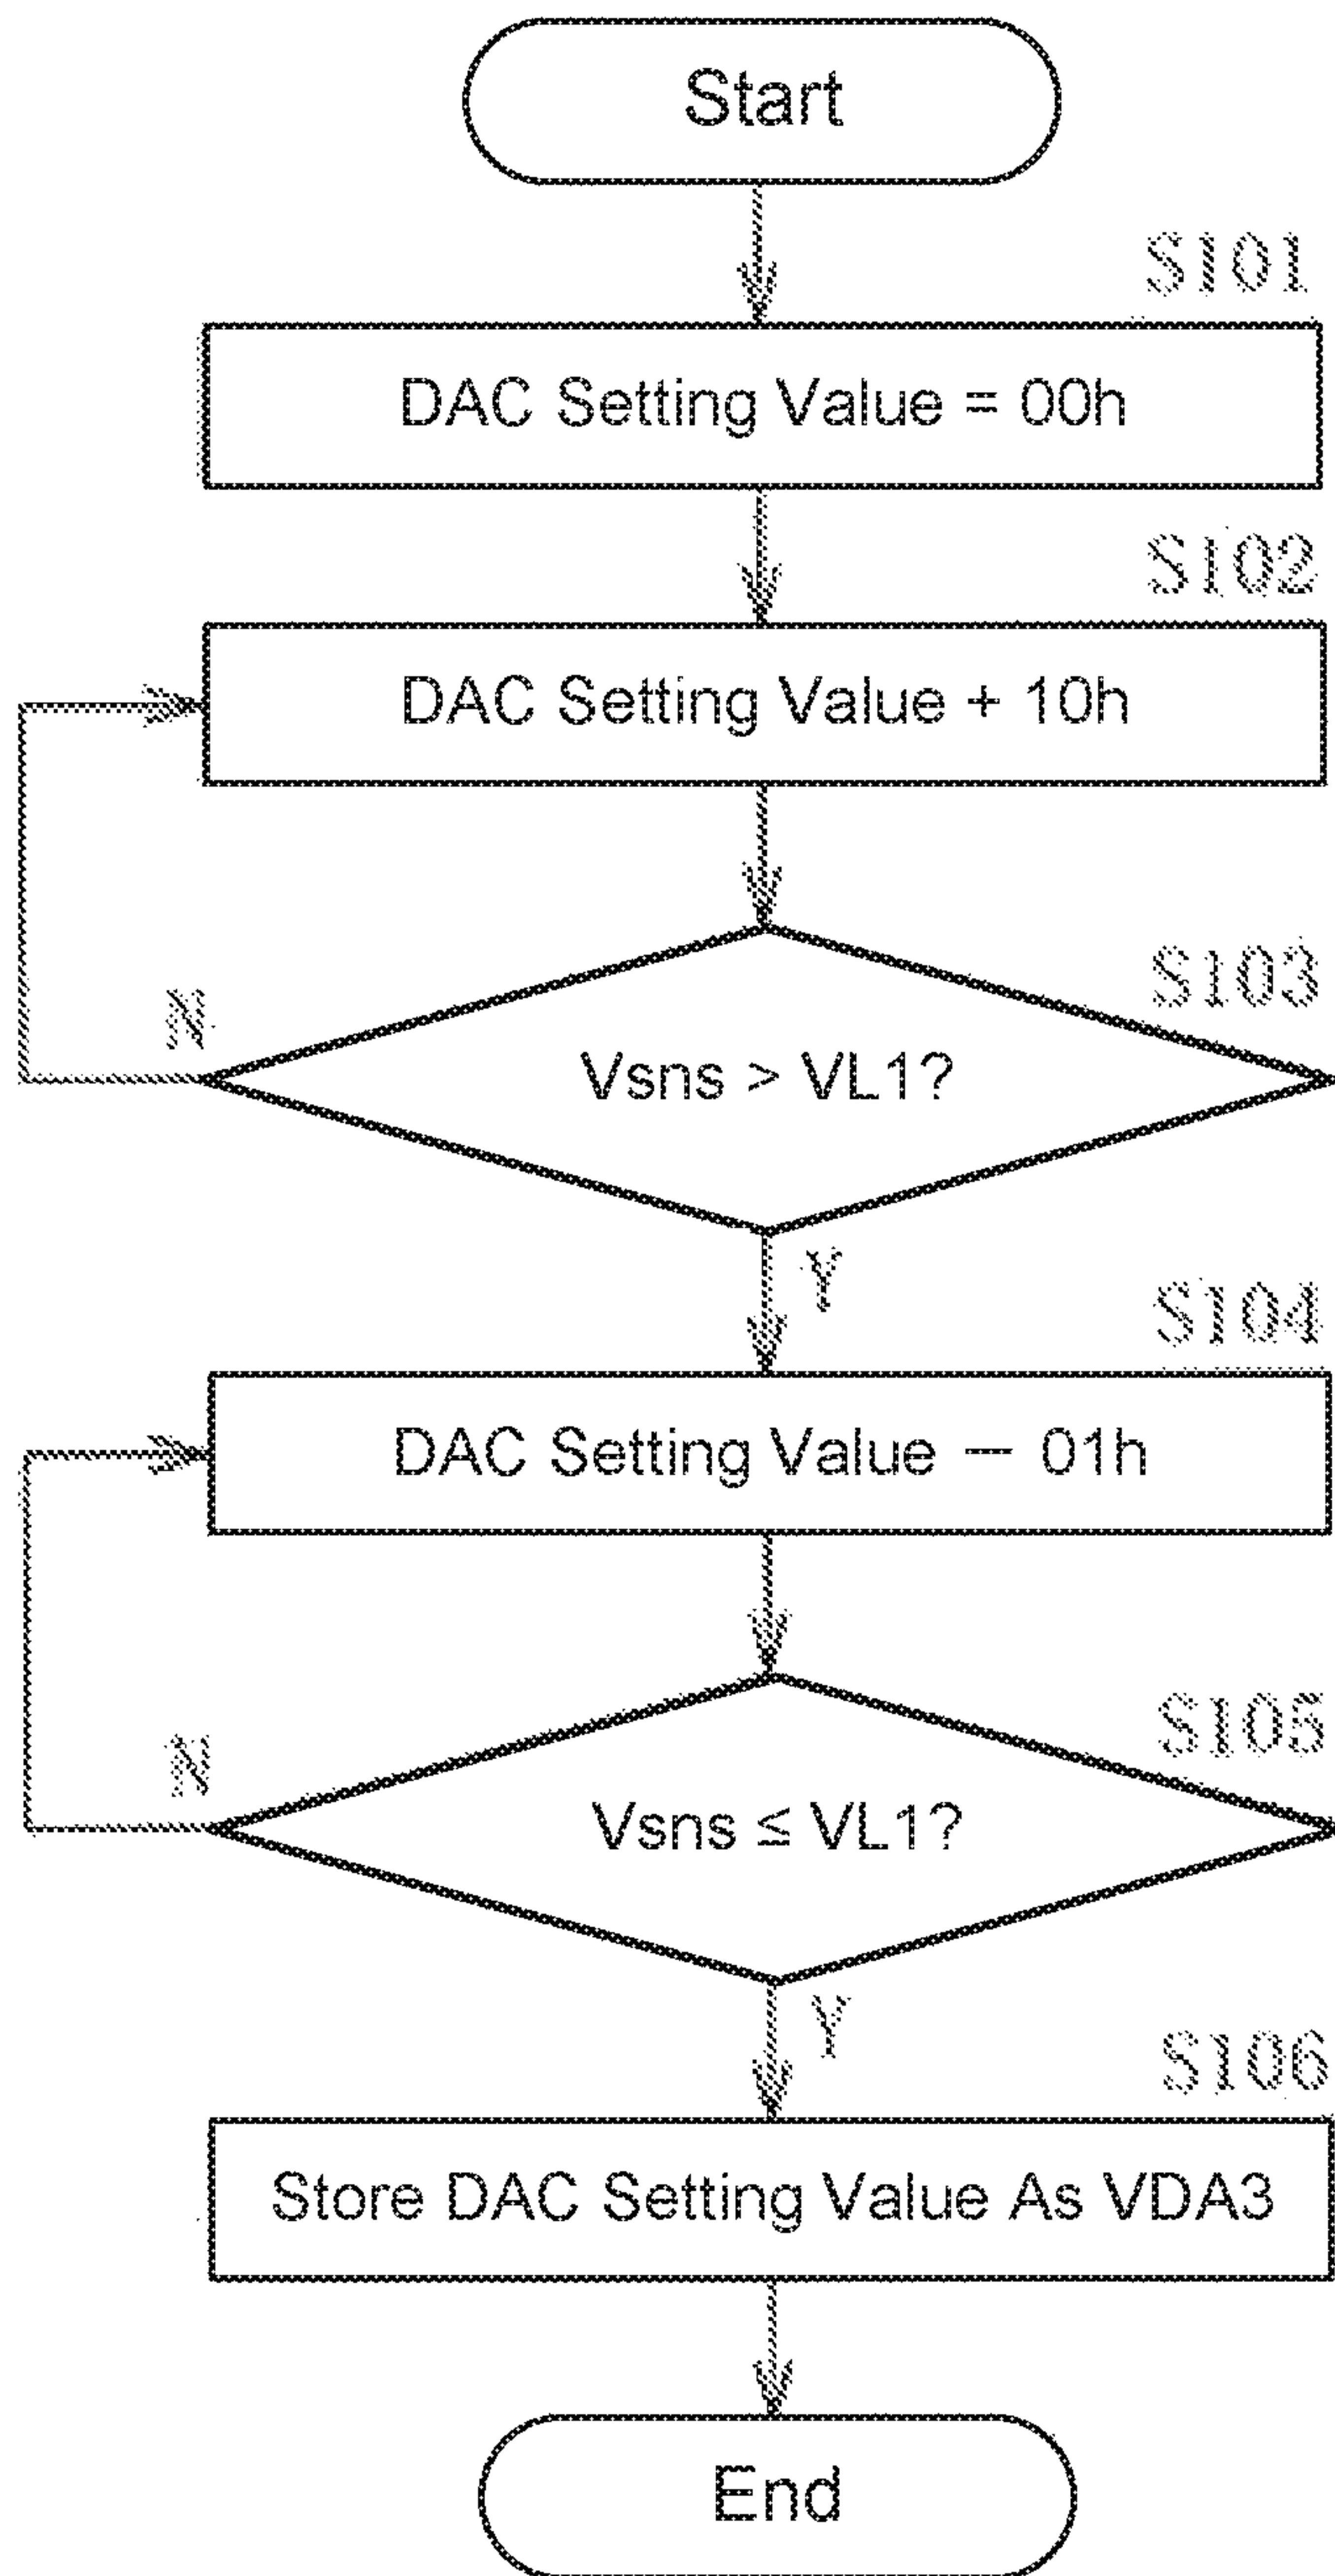 Start
S101
DAC Setting Value = 00h
S102
DAC Setting Value + 10h
S103
N
Vsns > VL1?
Y
S104
DAC Setting Value － 01h
S105
N
Vsns ≤ VL1?
Y
S106
Store DAC Setting Value As VDA3
End